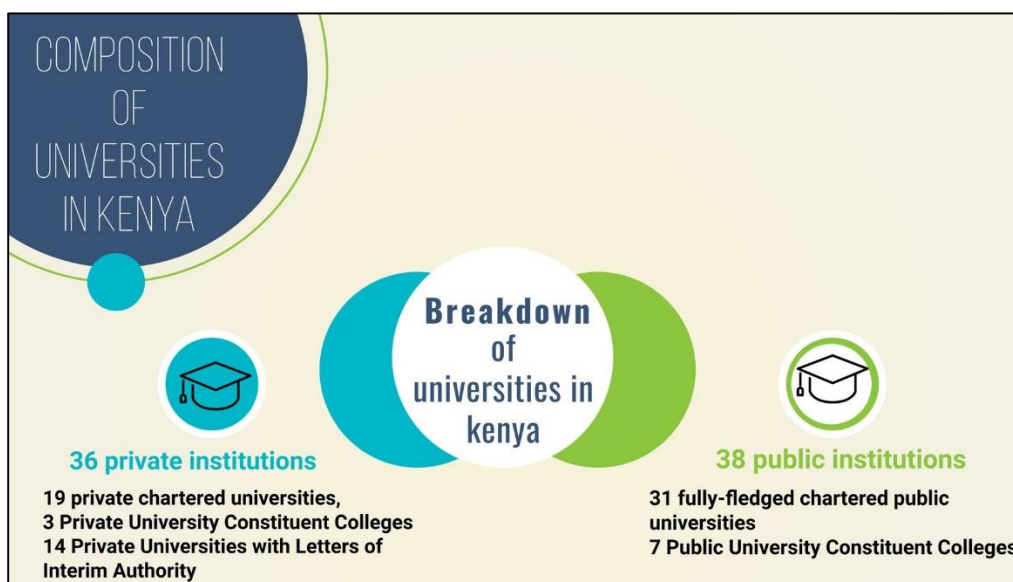 COMPOSITION
OF
UNIVERSITIES
IN KENYA
Breakdown
of
universities in
kenya
36 private institutions
19 private chartered universities,
3 Private University Constituent Colleges
14 Private Universities with Letters of
Interim Authority
38 public institutions
31 fully-fledged chartered public
universities
7 Public University Constituent Colleges